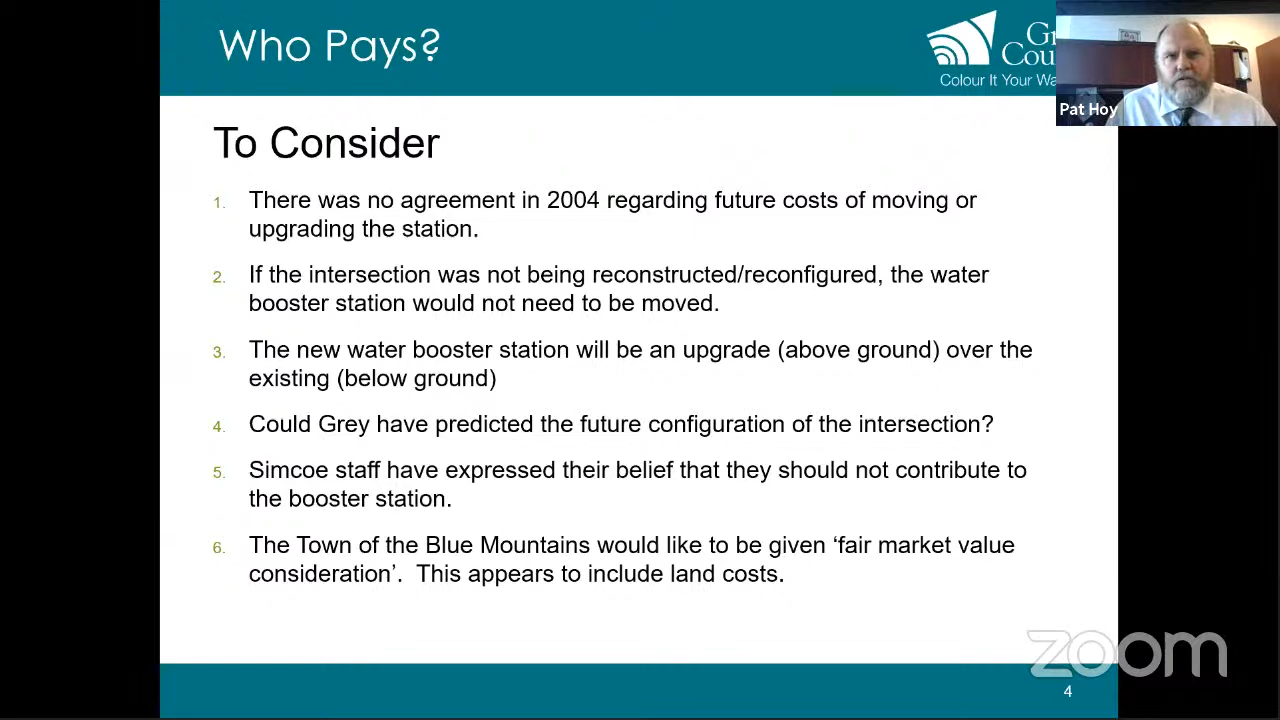 Who Pays?
Colour It Your
Pat Hoy
To Consider
1. There was no agreement in 2004 regarding future costs of moving or
upgrading the station.
2. If the intersection was not being reconstructed/reconfigured, the water
booster station would not need to be moved.
3. The new water booster station will be an upgrade (above ground) over the
existing (below ground)
4. Could Grey have predicted the future configuration of the intersection?
5. Simcoe staff have expressed their belief that they should not contribute to
the booster station.
6. The Town of the Blue Mountains would like to be given ‘fair market value
consideration’.  This appears to include land costs.
zoom
4